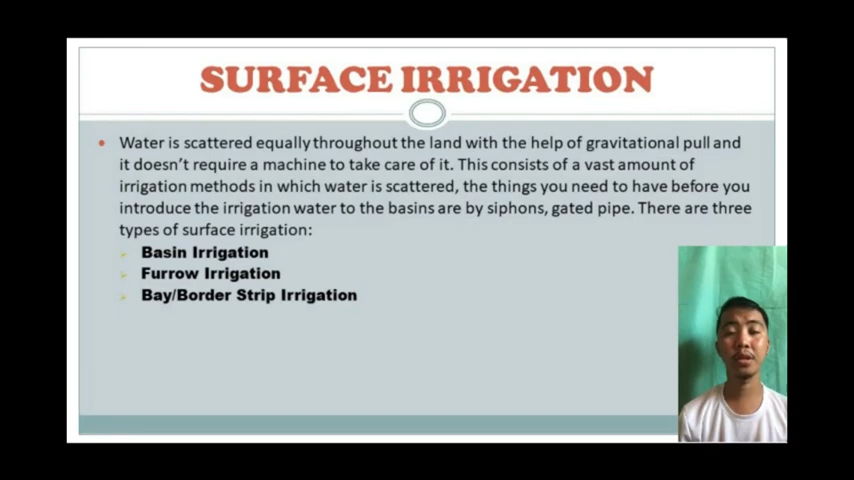 SURFACE IRRIGATION
Water is scattered equally throughout the land with the help of gravitational pull and
it doesn't require a machine to take care of it. This consists of a vast amount of
irrigation methods in which water is scattered, the things you need to have before you
introduce the irrigation water to the basins are by siphons, gated pipe. There are three
types of surface irrigation:
Basin Irrigation
Furrow Irrigation
Bay/Border Strip Irrigation